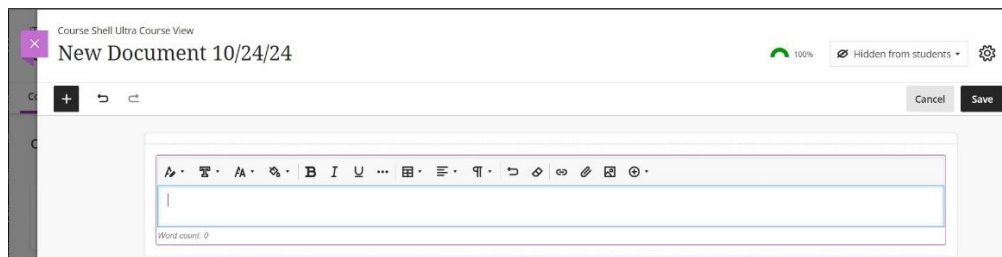 Course Shell Ultra Course View
New Document 10/24/24
100%
Hidden from students
Cancel
Save
B I U
Word count: 0